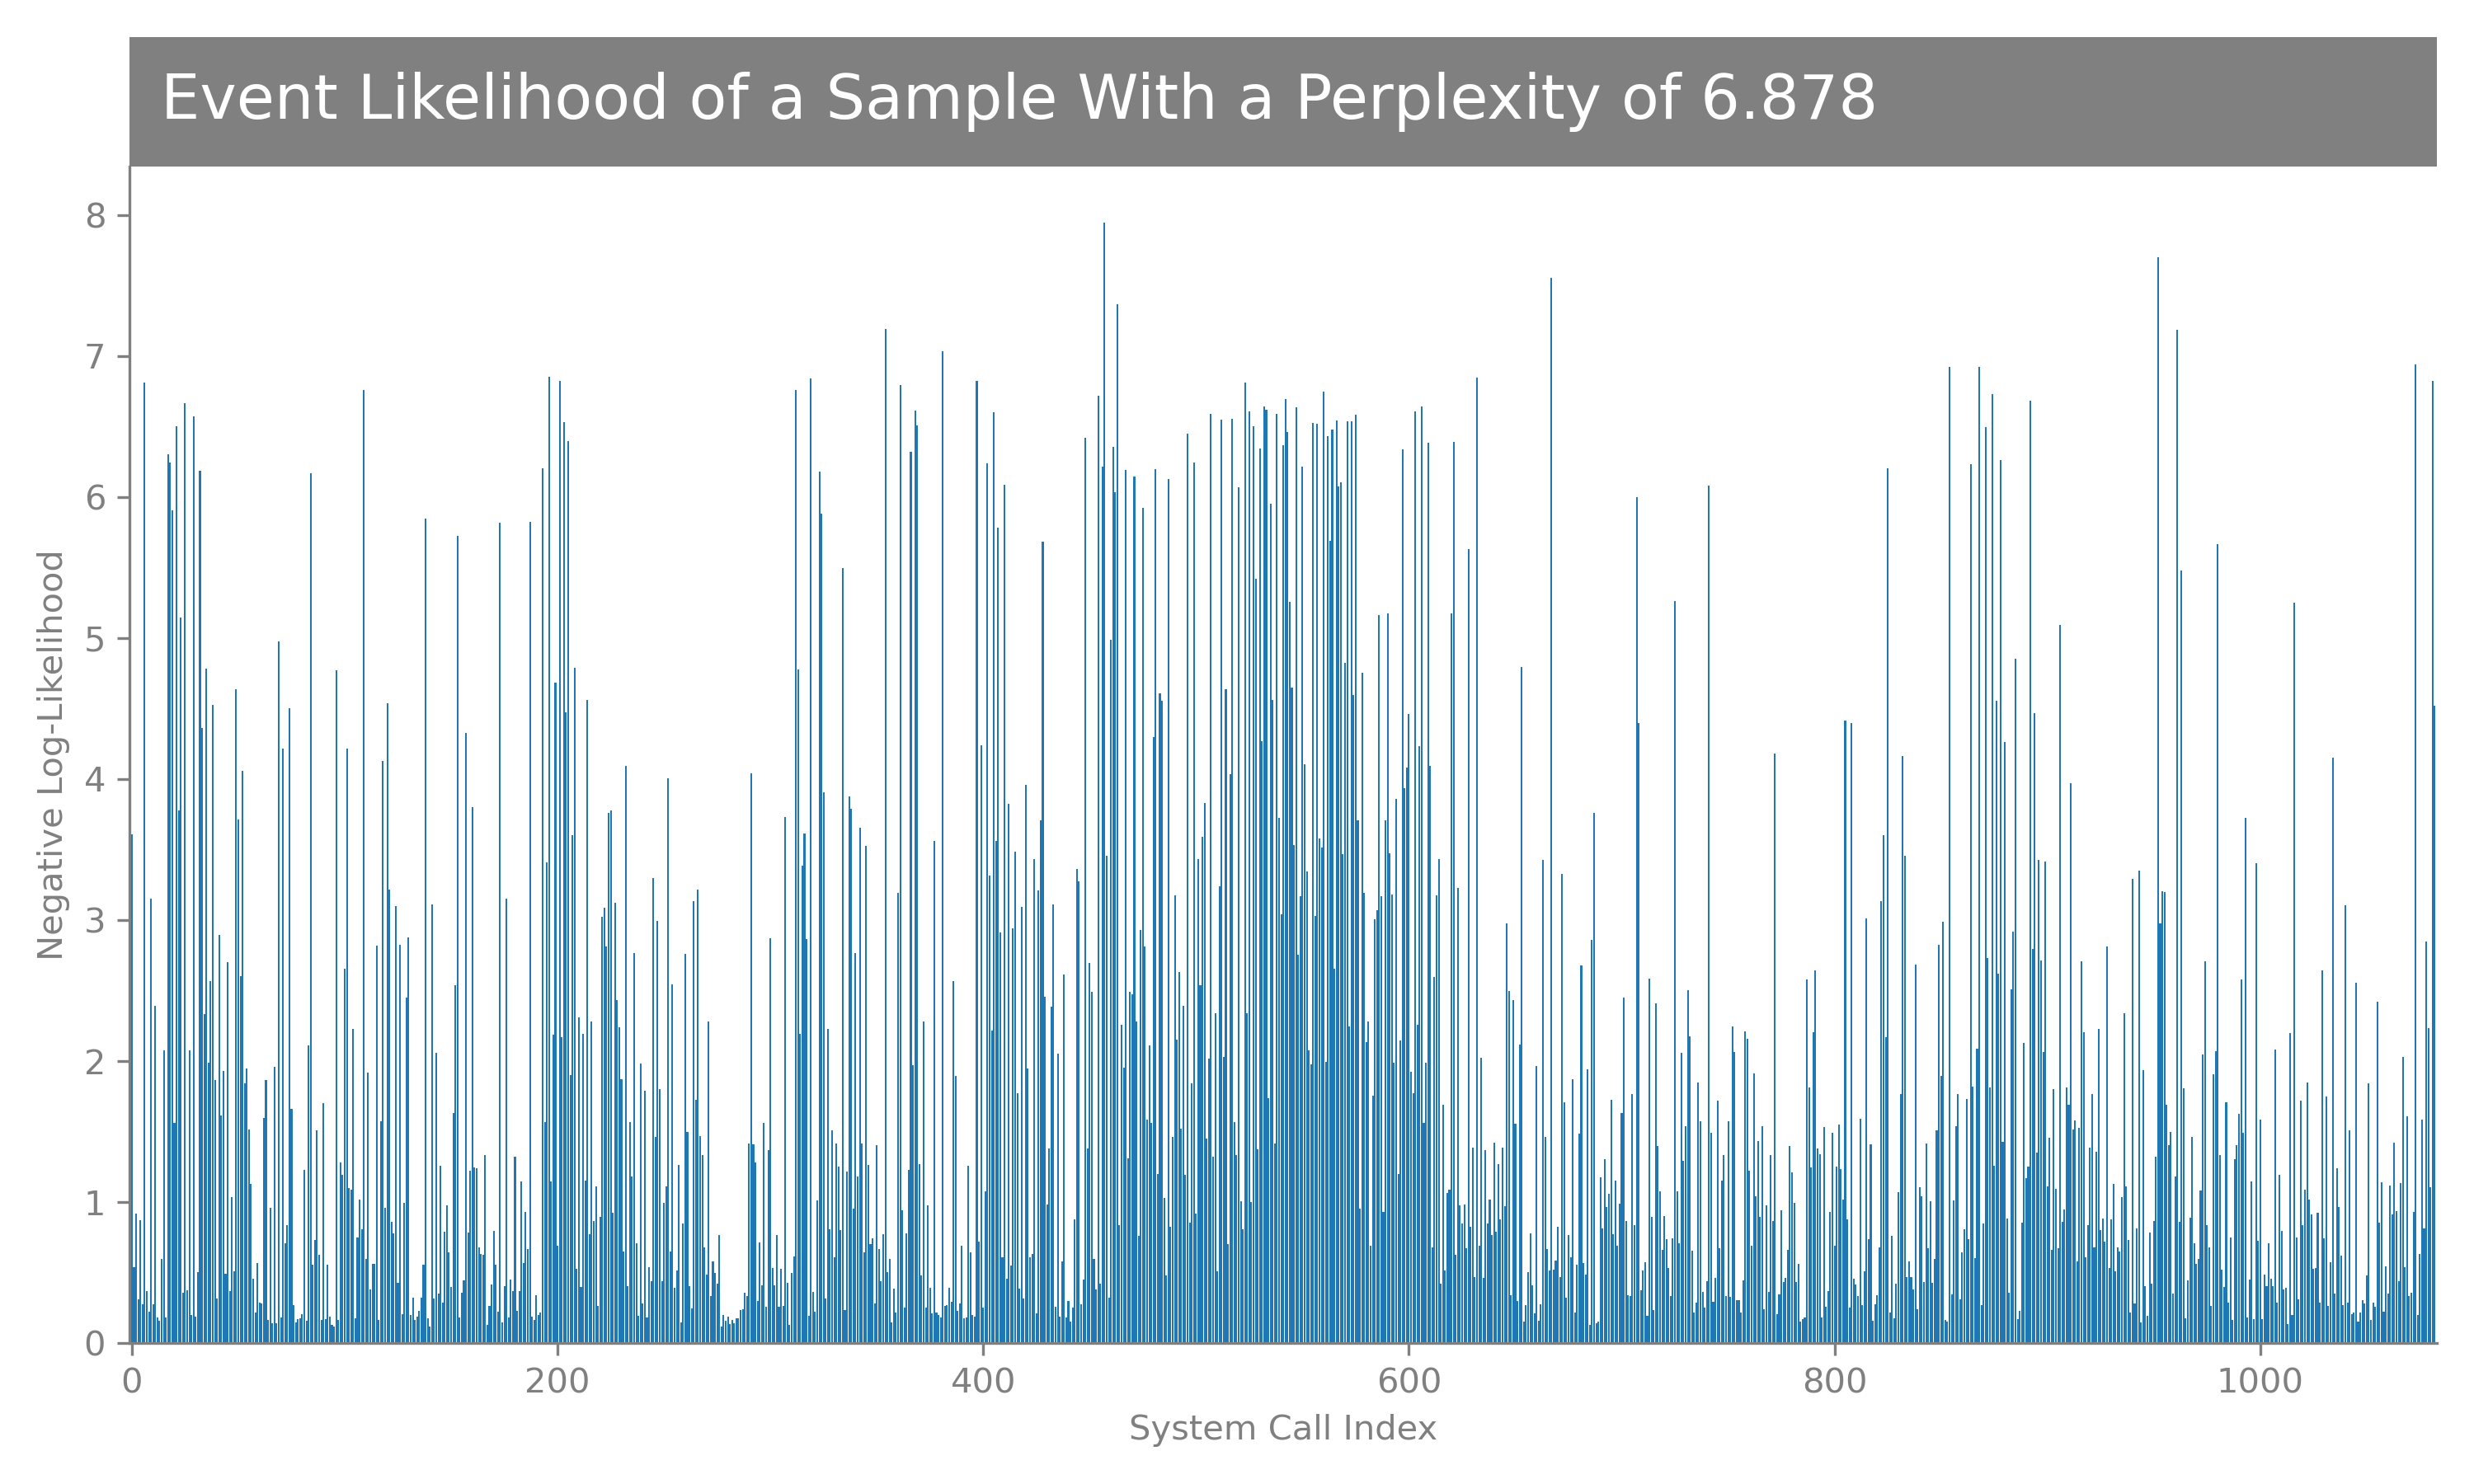 Event Likelihood of a Sample With a Perplexity of 6.878
8
7
6
5
4
3
2
1
0
Negative Log-Likelihood
0 200 400 600 800 1000
System Call Index